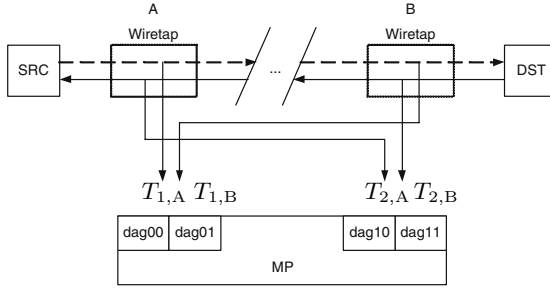 A B
Wiretap Wiretap
SRC ... DST
T1,A T1,B T2,A T2,B
dag00 dag01 dag10 dag11
MP